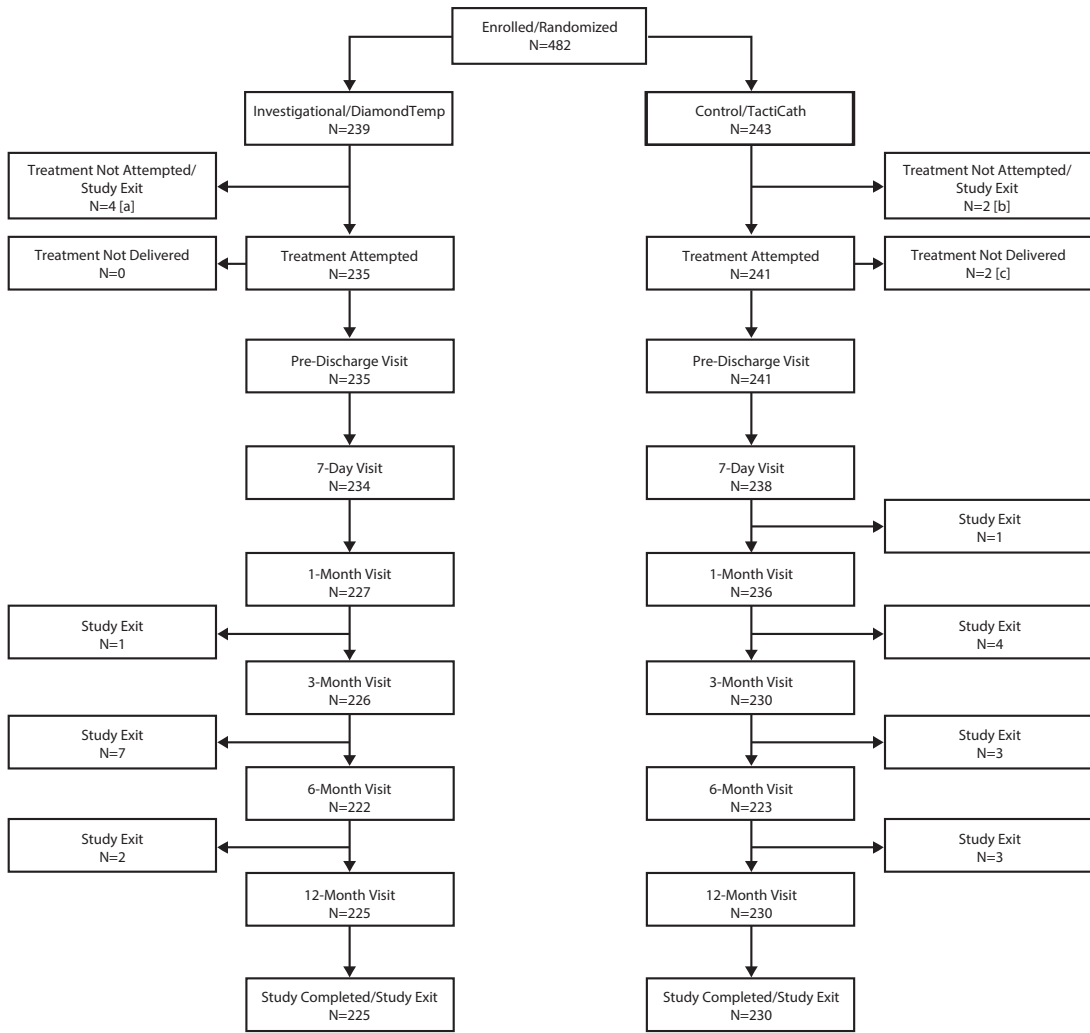 Enrolled/Randomized
N=482
Investigational/DiamondTemp
N=239
Control/TactiCath
N=243
Treatment Not Attempted/
Study Exit
N=4 [a]
Treatment Not Attempted/
Study Exit
N=2 [b]
Treatment Not Delivered
N=0
Treatment Attempted
N=235
Treatment Attempted
N=241
Treatment Not Delivered
N=2 [c]
Pre-Discharge Visit
N=235
Pre-Discharge Visit
N=241
7-Day Visit
N=234
7-Day Visit
N=238
Study Exit
N=1
1-Month Visit
N=227
1-Month Visit
N=236
Study Exit
N=1
Study Exit
N=4
3-Month Visit
N=226
3-Month Visit
N=230
Study Exit
N=7
Study Exit
N=3
6-Month Visit
N=222
6-Month Visit
N=223
Study Exit
N=2
Study Exit
N=3
12-Month Visit
N=225
12-Month Visit
N=230
Study Completed/Study Exit
N=225
Study Completed/Study Exit
N=230